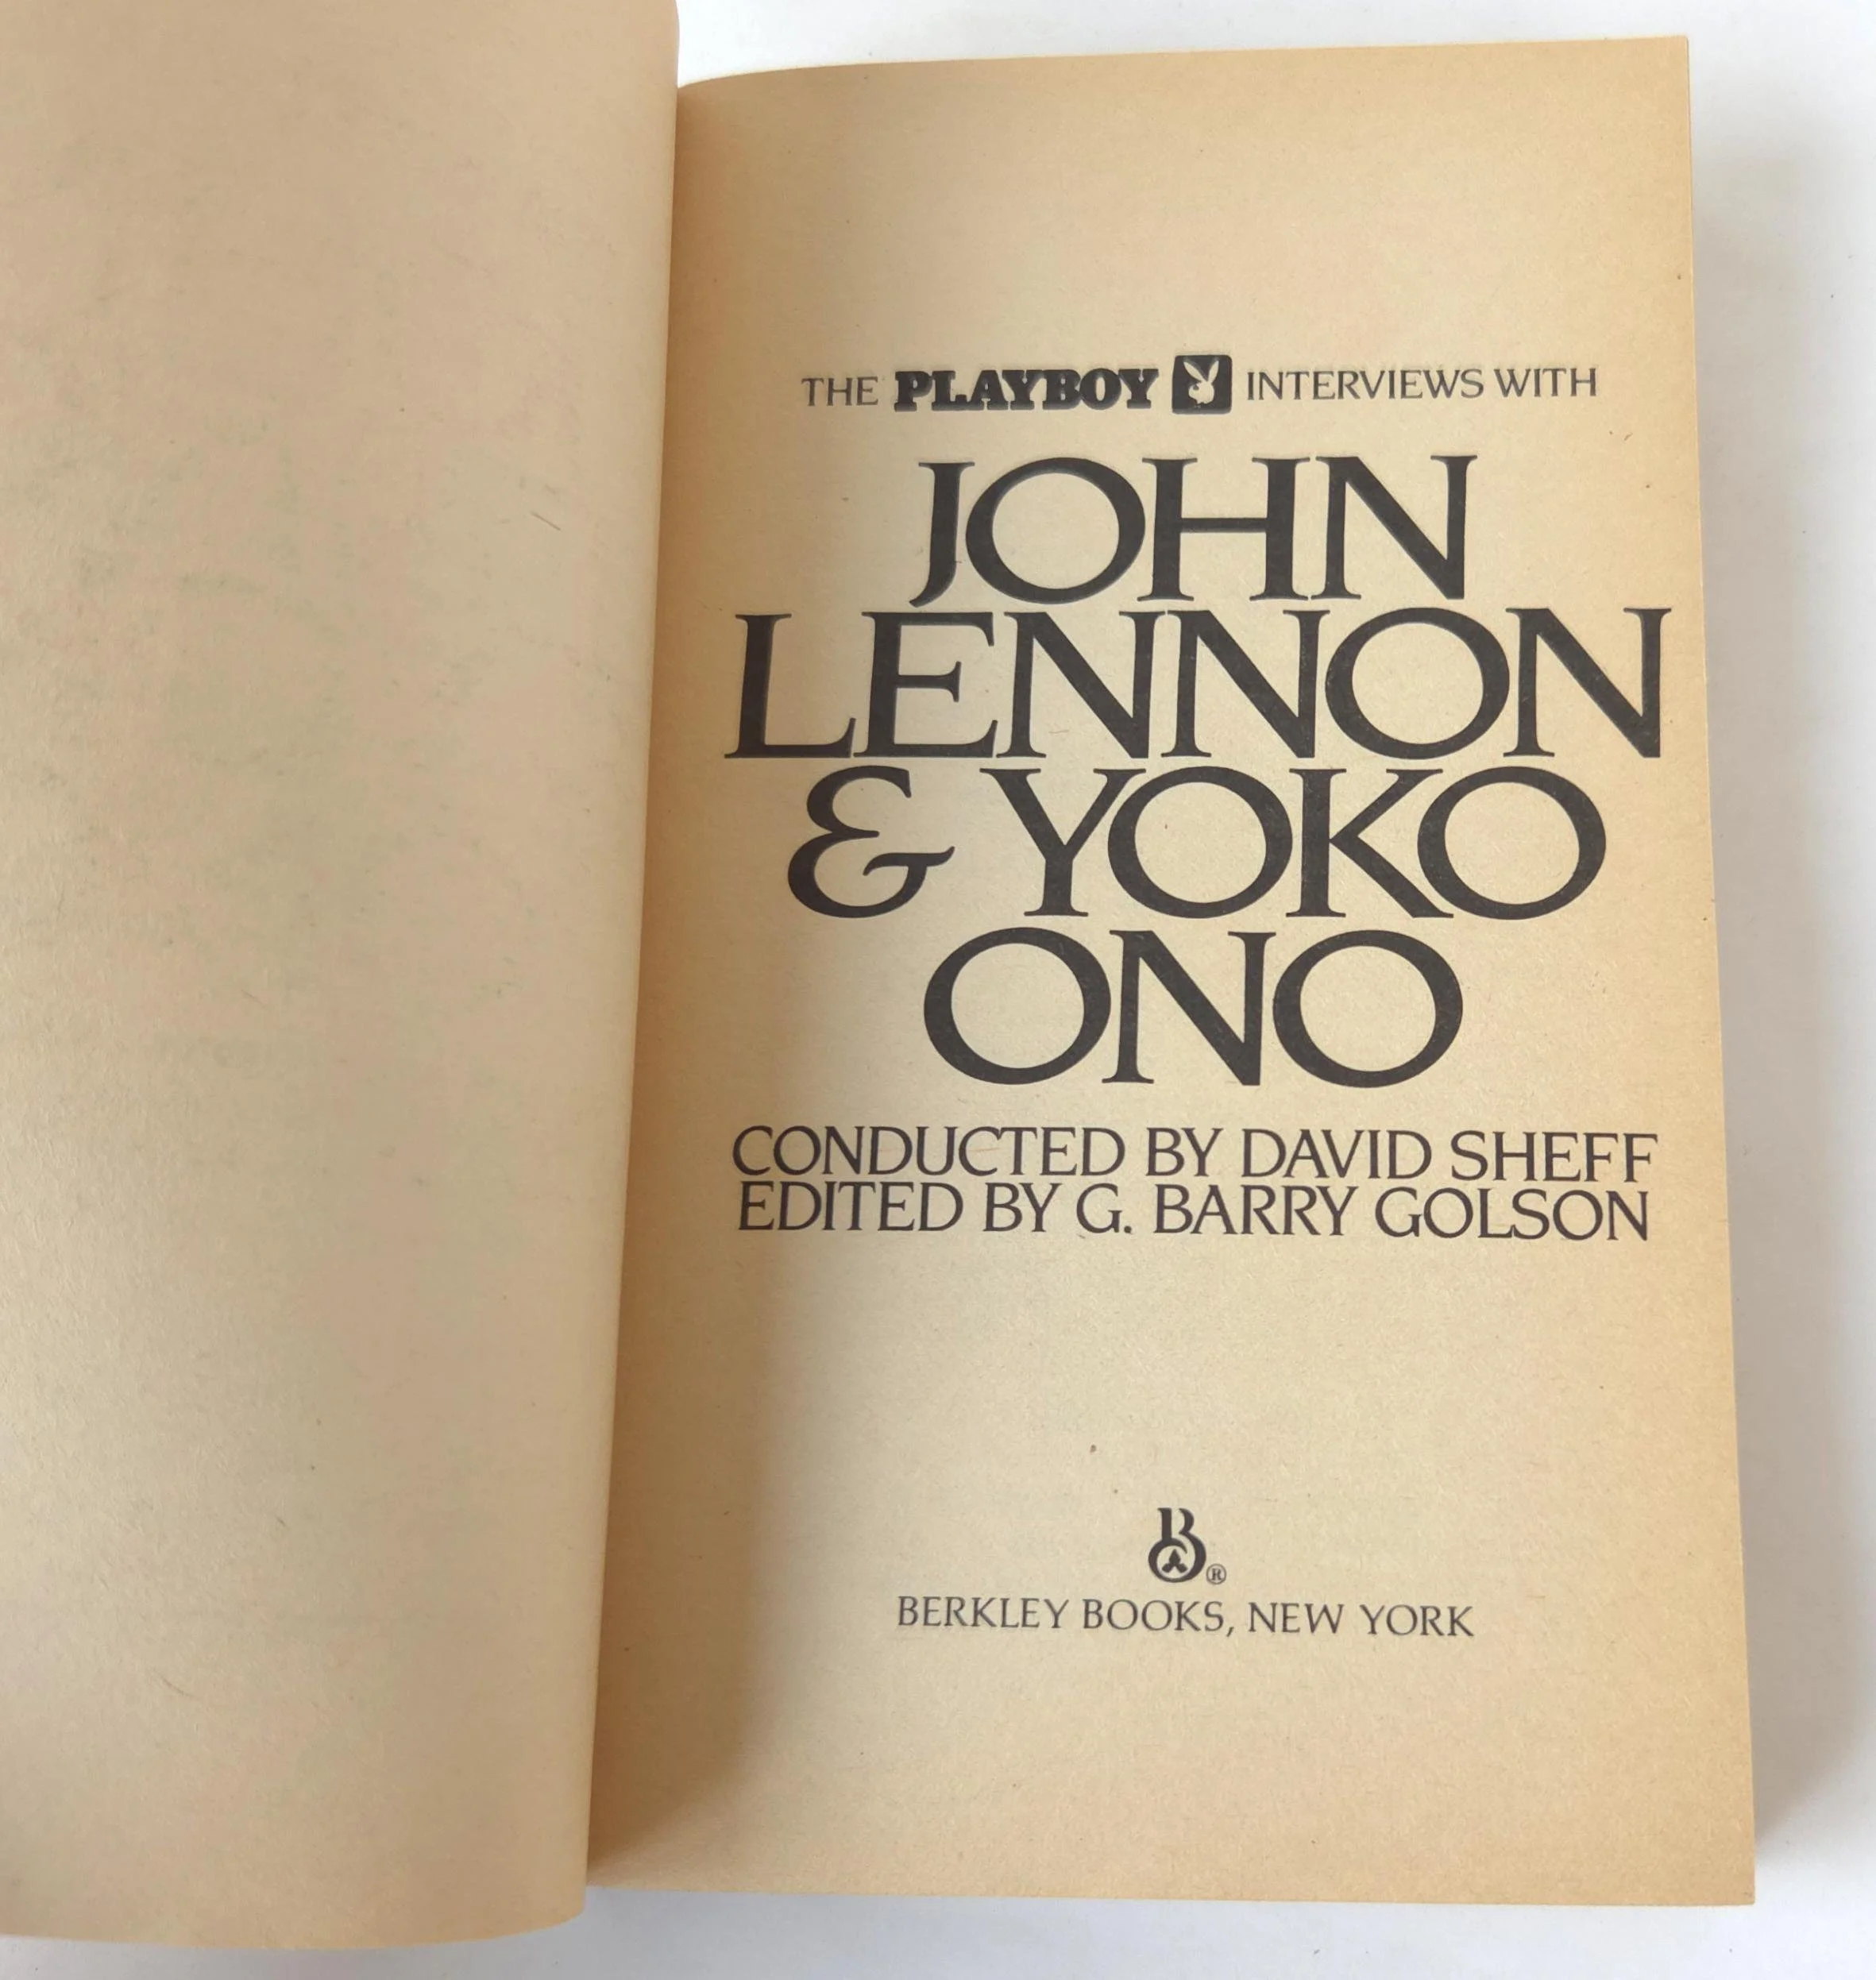 THE PLAYBOY INTERVIEWS WITH
JOHN
LENNON
& YOKO
ONO
CONDUCTED BY DAVID SHEFF
EDITED BY G. BARRY GOLSON
B®
BERKLEY BOOKS, NEW YORK